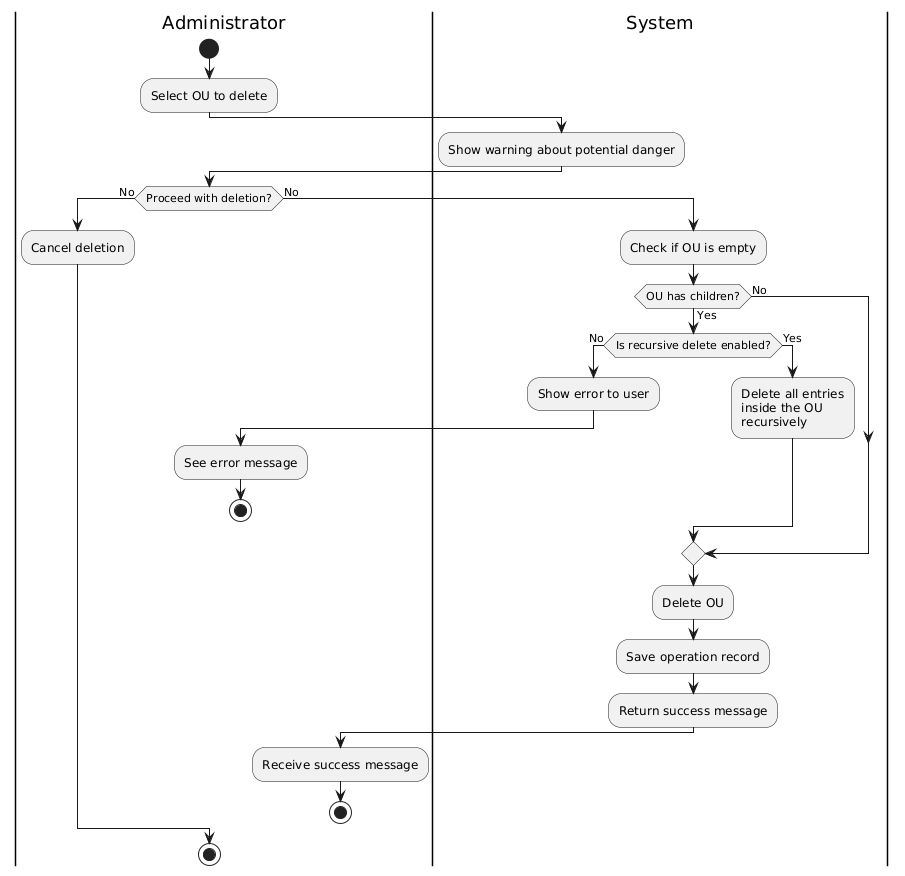 Administrator
System
Select OU to delete
Show warning about potential danger
No
Proceed with deletion?
No
Cancel deletion
Check if OU is empty
OU has children?
No
Yes
No
Is recursive delete enabled?
Yes
Show error to user
Delete all entries
inside the OU
recursively
See error message
Delete OU
Save operation record
Return success message
Receive success message